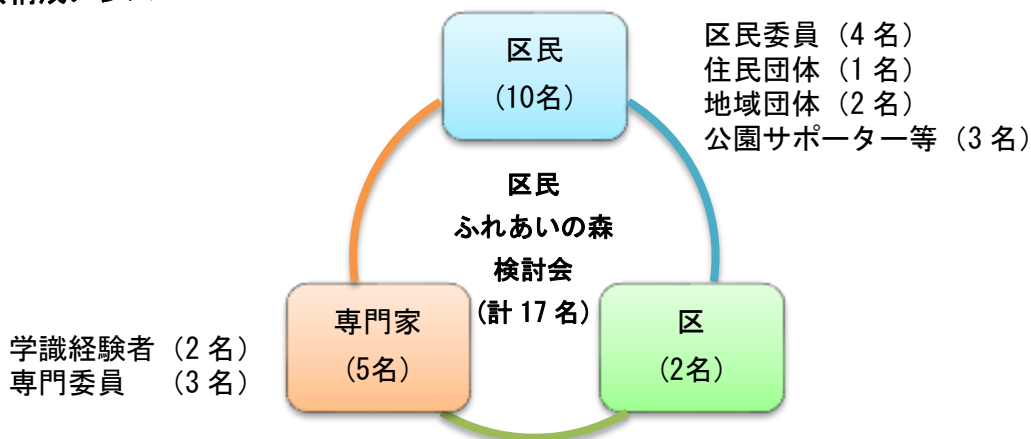 区民
(10名)
区民委員（4名）
住民団体（1名）
地域団体（2名）
公園サポーター等（3名）
区民
ふれあいの森
検討会
(計17名)
専門家
(5名)
区
(2名)
学識経験者（2名）
専門委員　（3名）